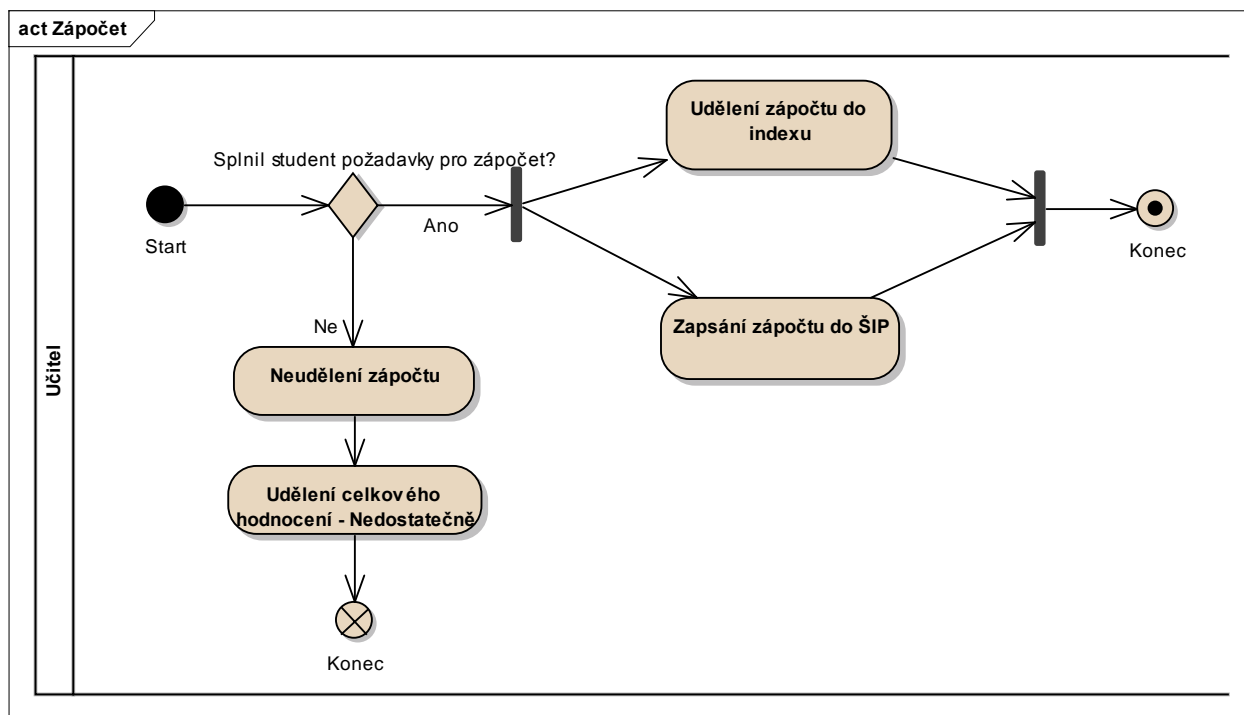 act Zápočet
Učitel
Splnil student požadavky pro zápočet?
Start
Ano
Ne
Udělení zápočtu do
indexu
Zapsání zápočtu do ŠIP
Konec
Neudělení zápočtu
Udělení celkového
hodnocení - Nedostatečně
Konec